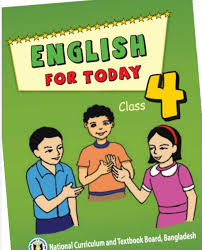 ENGLISH
FOR TODAY
Class 4
National Curriculum and Textbook Board, Bangladesh